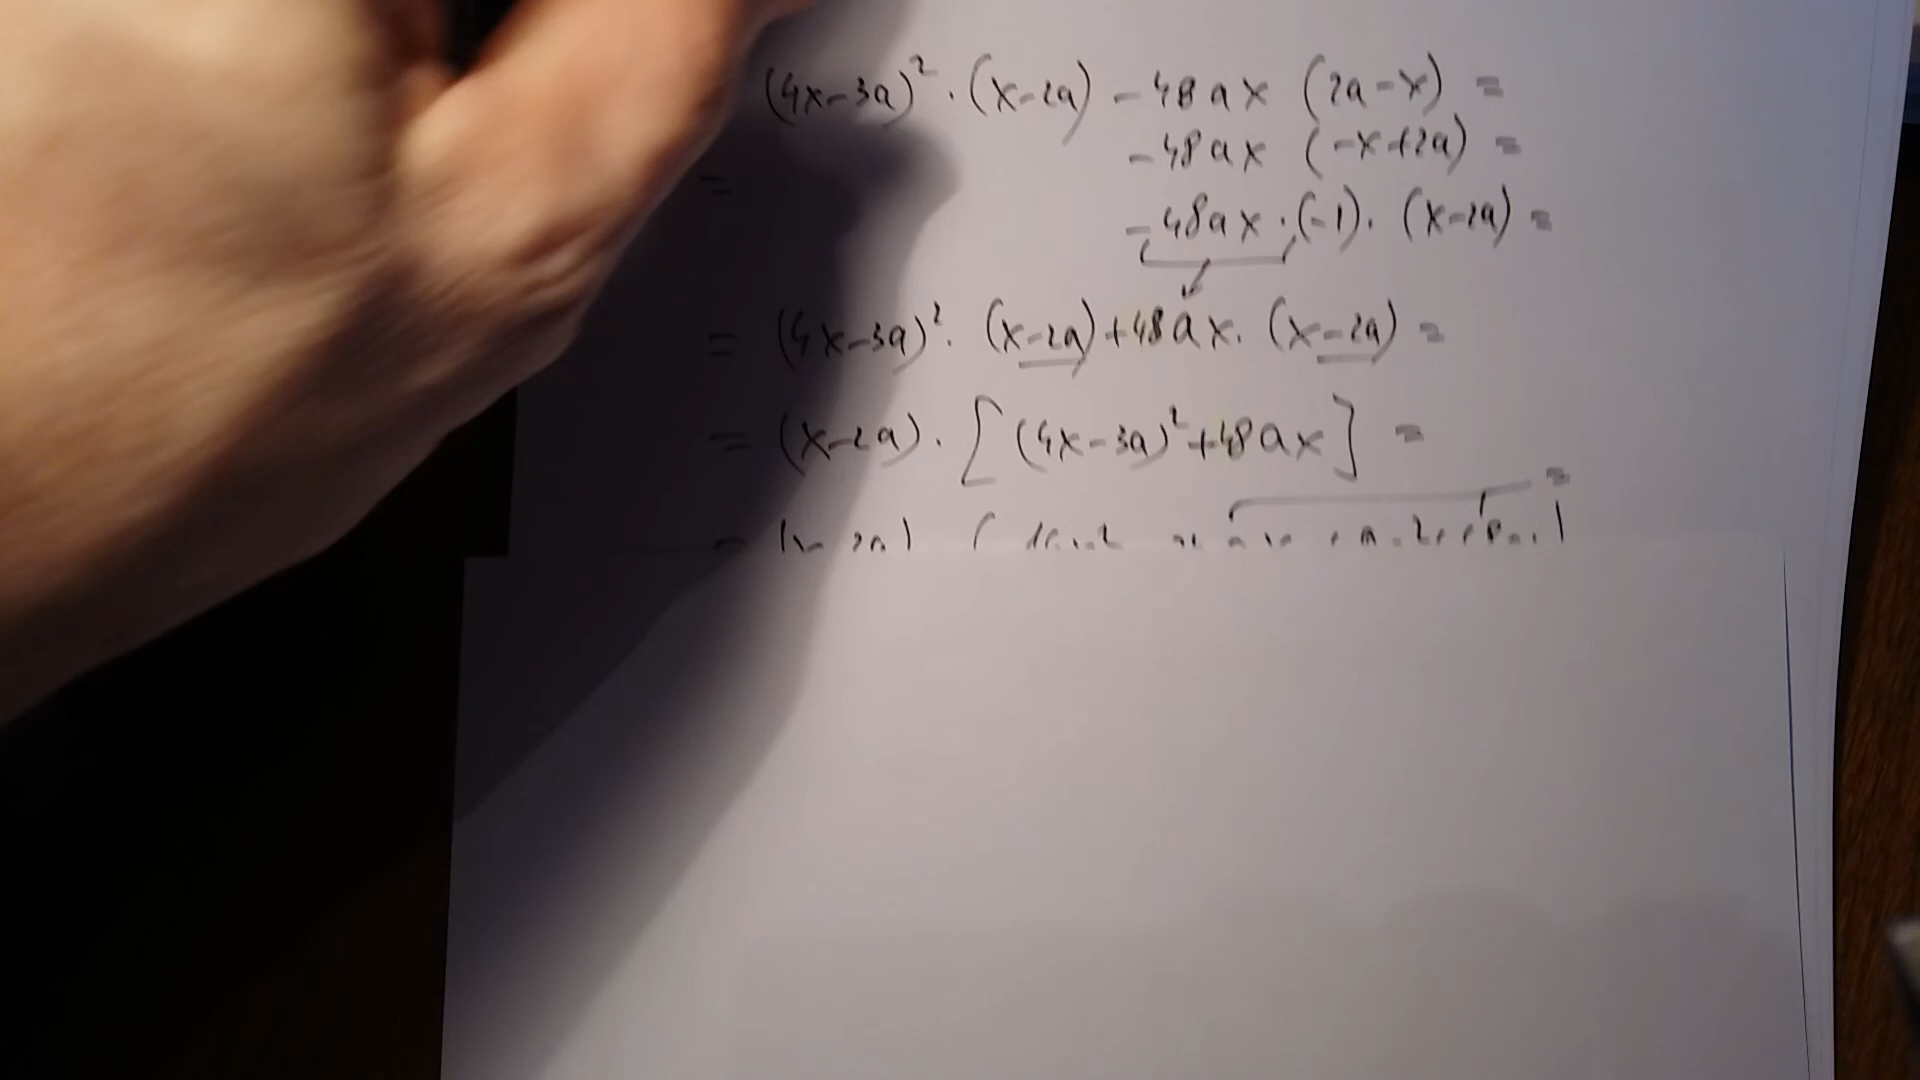 (4x-3a)² · (x-2a) - 48ax (2a-x) =
- 48ax (-x+2a) =
=
- 48ax · (-1) · (x-2a) =
= (4x-3a)² · (x-2a) + 48ax · (x-2a) =
= (x-2a) · [(4x-3a)² + 48ax] =